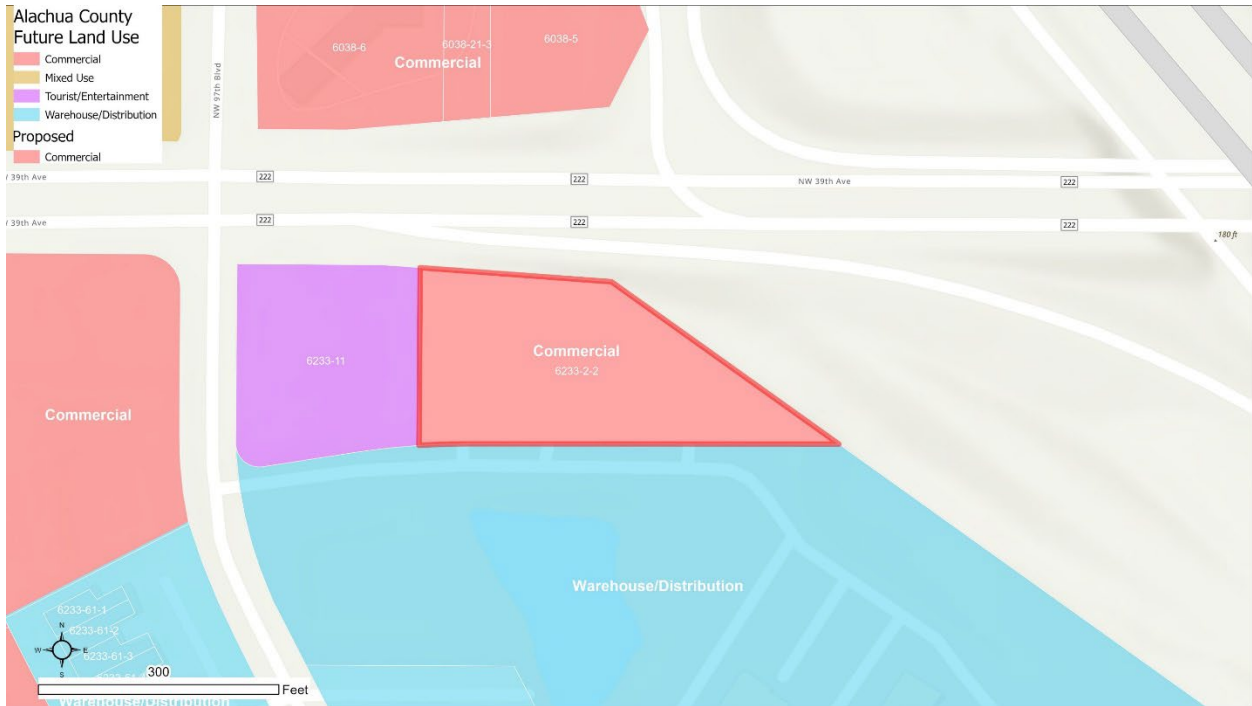 Alachua County
Future Land Use
Commercial
Mixed Use
Tourist/Entertainment
Warehouse/Distribution
Proposed
Commercial
NW 97th Blvd
6038-6
6038-21-3
6038-5
Commercial
39th Ave
222
222
NW 39th Ave
222
39th Ave
222
222
222
180 ft
6233-11
Commercial
6233-2-2
Commercial
Warehouse/Distribution
6233-61-1
6233-61-2
6233-61-3
N
W
E
S
300
Feet
Warehouse/Distribution